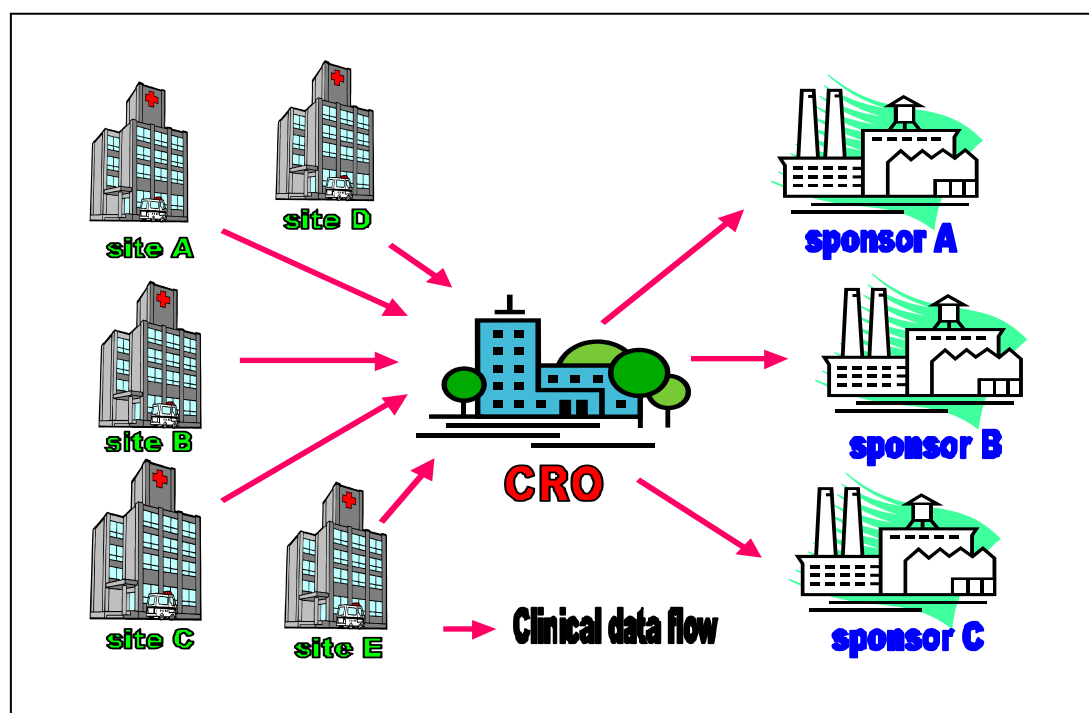 site A
site D
sponsor A
site B
sponsor B
CRO
site C
site E
Clinical data flow
sponsor C